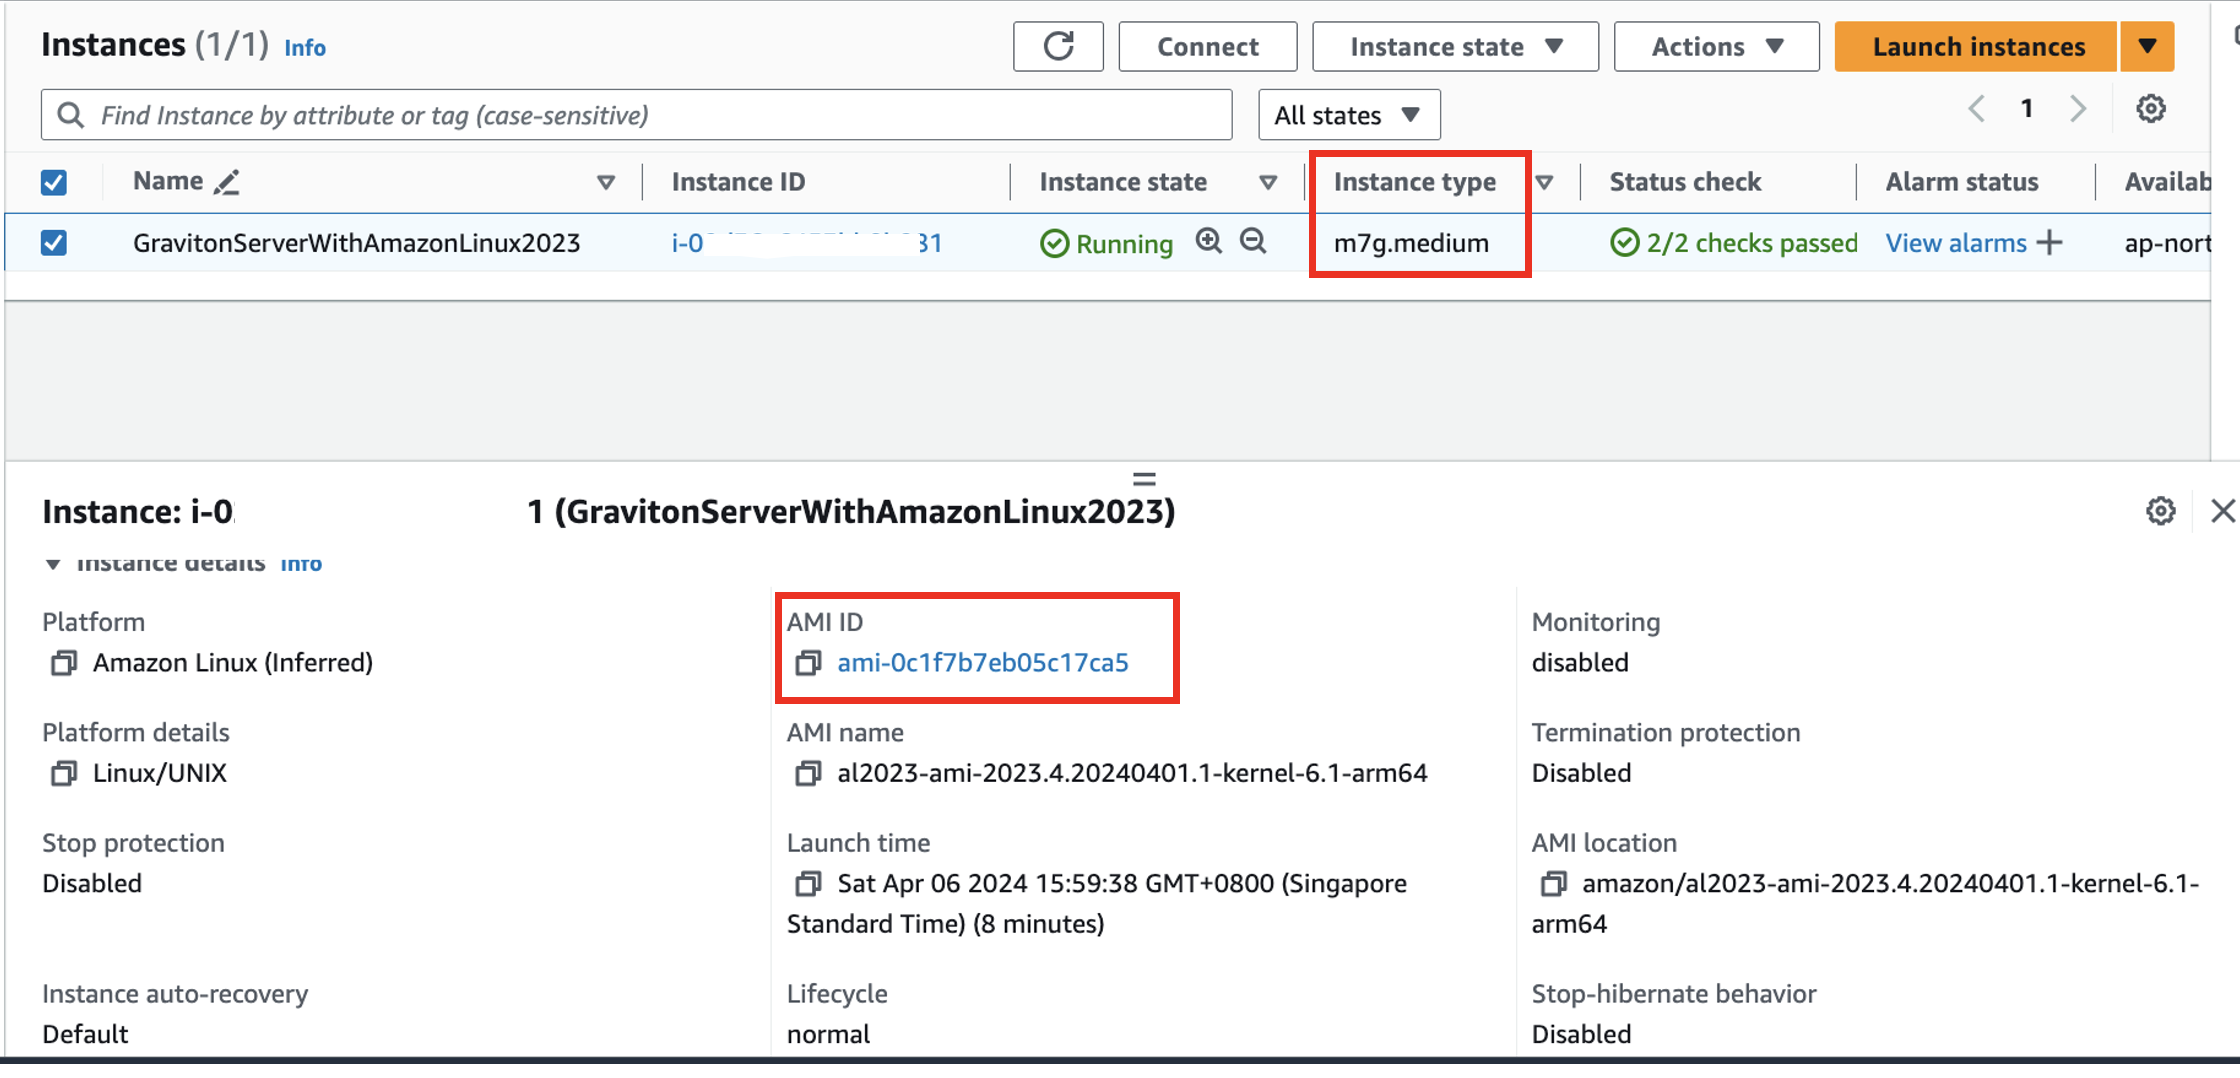 Instances (1/1) Info
Connect
Instance state
Actions
Launch instances
Find Instance by attribute or tag (case-sensitive)
All states
1
Name
Instance ID
Instance state
Instance type
Status check
Alarm status
Availab
GravitonServerWithAmazonLinux2023
Running
m7g.medium
2/2 checks passed
View alarms
ap-nort
Instance: i-0
1 (GravitonServerWithAmazonLinux2023)
Instance details Info
Platform
Amazon Linux (Inferred)
AMI ID
ami-0c1f7b7eb05c17ca5
Monitoring
disabled
Platform details
Linux/UNIX
AMI name
al2023-ami-2023.4.20240401.1-kernel-6.1-arm64
Termination protection
Disabled
Stop protection
Disabled
Launch time
Sat Apr 06 2024 15:59:38 GMT+0800 (Singapore
Standard Time) (8 minutes)
AMI location
amazon/al2023-ami-2023.4.20240401.1-kernel-6.1-
arm64
Instance auto-recovery
Default
Lifecycle
normal
Stop-hibernate behavior
Disabled